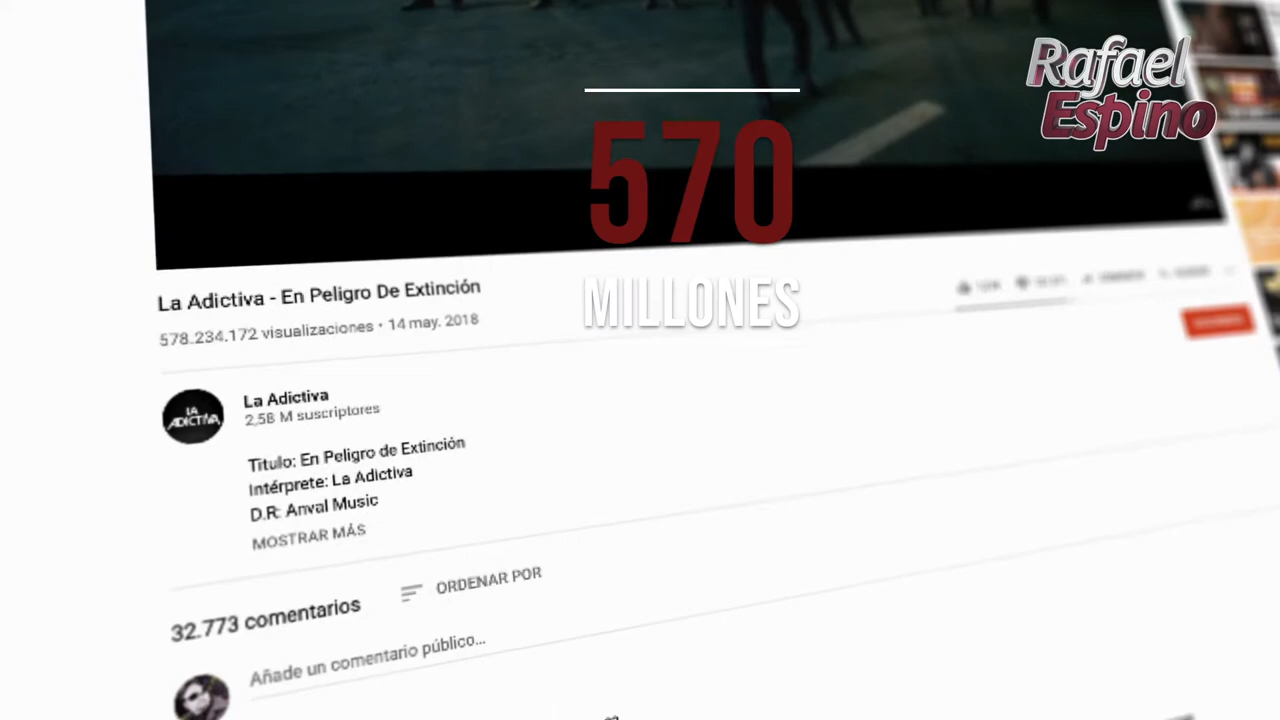 Rafael
Espino
570
MILLONES
La Adictiva - En Peligro De Extinción
578.234.172 visualizaciones • 14 may. 2018
LA
ADICTIVA
La Adictiva
2,58 M suscriptores
Titulo: En Peligro de Extinción
Intérprete: La Adictiva
D.R: Anval Music
MOSTRAR MÁS
32.773 comentarios
ORDENAR POR
Añade un comentario público...